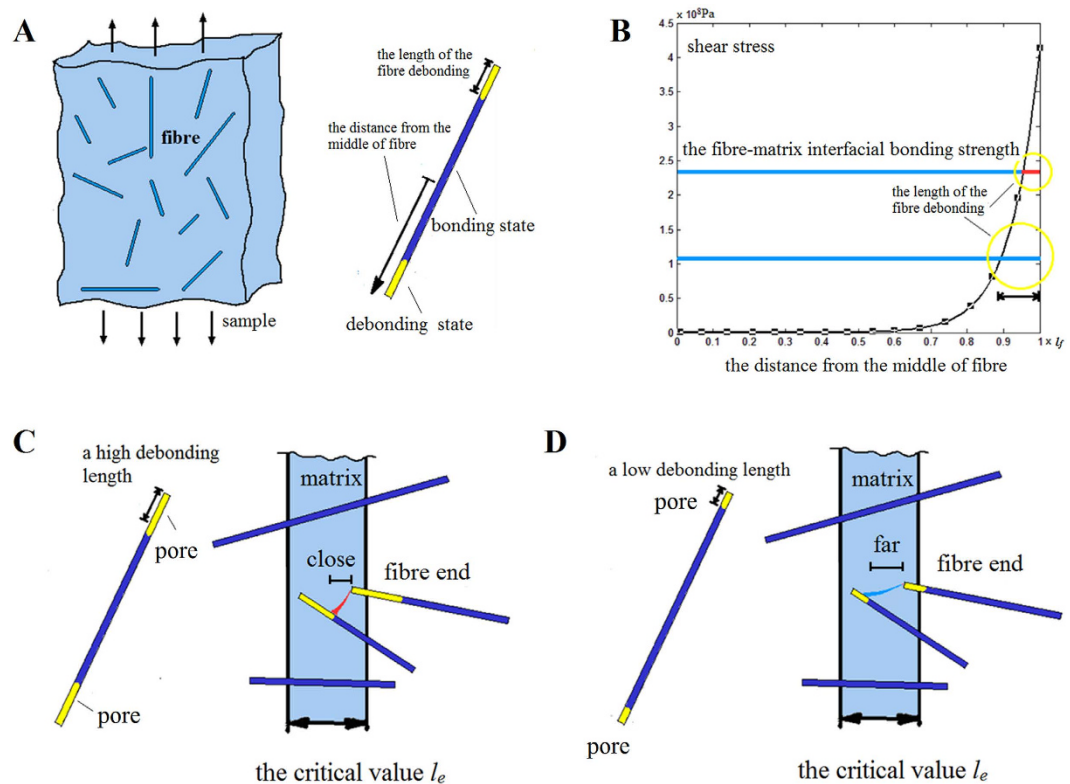 A
the length of the
fibre debonding
fibre
the distance from the
middle of fibre
bonding state
sample
debonding state
B
× 10⁸Pa
shear stress
4.5
4
3.5
3
2.5
2
1.5
1
0.5
0
the fibre-matrix interfacial bonding strength
the length of the
fibre debonding
0 0.1 0.2 0.3 0.4 0.5 0.6 0.7 0.8 0.9 1 × lf
the distance from the middle of fibre
C
a high debonding
length
pore
pore
matrix
close
fibre end
the critical value le
D
a low debonding length
pore
pore
matrix
far
fibre end
the critical value le